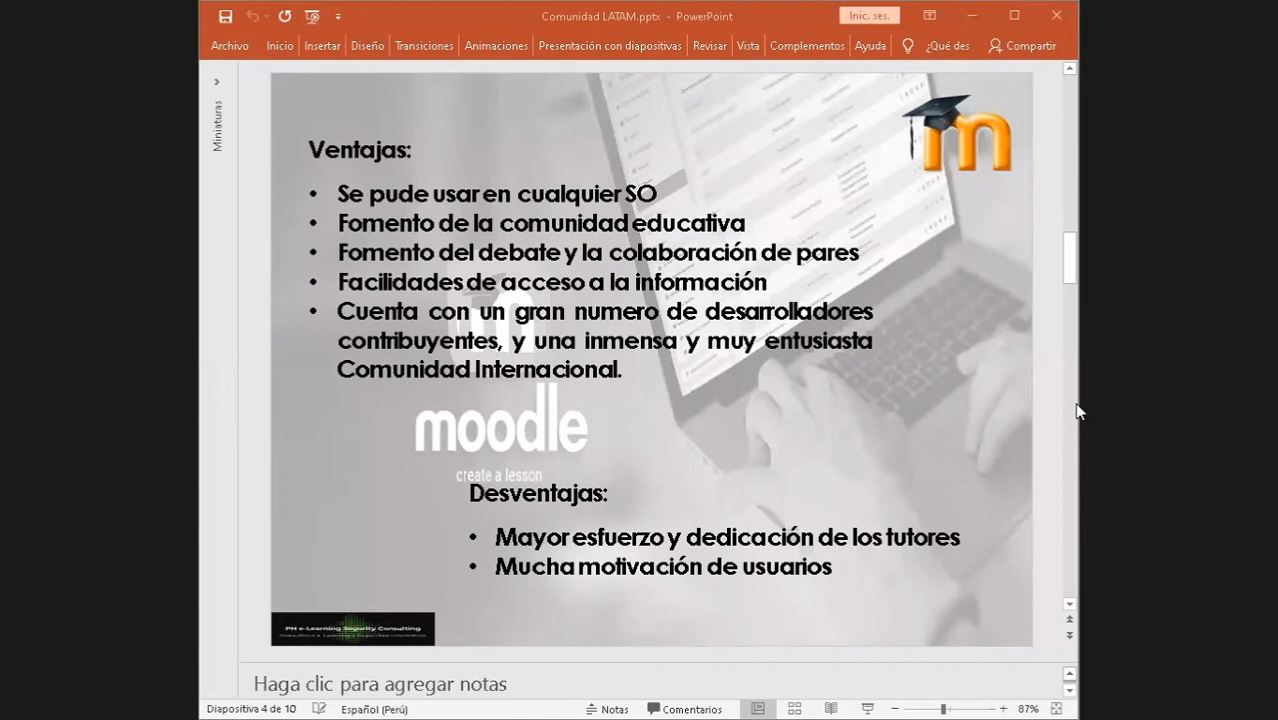 Comunidad LATAM.pptx - PowerPoint
Inic. ses.
Archivo Inicio Insertar Diseño Transiciones Animaciones Presentación con diapositivas Revisar Vista Complementos Ayuda ¿Qué des Compartir
Miniaturas
m
Ventajas:
• Se pude usar en cualquier SO
• Fomento de la comunidad educativa
• Fomento del debate y la colaboración de pares
• Facilidades de acceso a la información
• Cuenta con un gran numero de desarrolladores
contribuyentes, y una inmensa y muy entusiasta
Comunidad Internacional.
moodle
create a lesson
Desventajas:
• Mayor esfuerzo y dedicación de los tutores
• Mucha motivación de usuarios
PH e-Learning Segurity Consulting
Haga clic para agregar notas
Diapositiva 4 de 10 Español (Perú) Notas Comentarios 87%